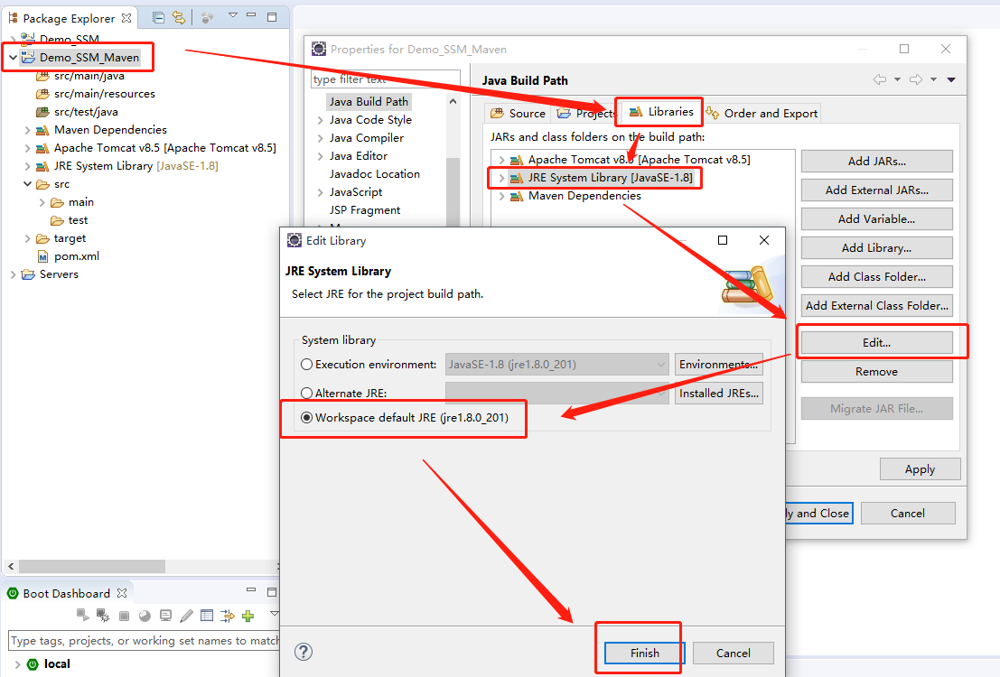 Package Explorer
Demo_SSM
Demo_SSM_Maven
src/main/java
src/main/resources
src/test/java
Maven Dependencies
Apache Tomcat v8.5 [Apache Tomcat v8.5]
JRE System Library [JavaSE-1.8]
src
main
test
target
pom.xml
Servers
Boot Dashboard
Type tags, projects, or working set names to match
local
Properties for Demo_SSM_Maven
type filter text
Java Build Path
Java Code Style
Java Compiler
Java Editor
Javadoc Location
JavaScript
JSP Fragment
Java Build Path
Source
Projects
Libraries
Order and Export
JARs and class folders on the build path:
Apache Tomcat v8.5 [Apache Tomcat v8.5]
JRE System Library [JavaSE-1.8]
Maven Dependencies
Add JARs...
Add External JARs...
Add Variable...
Add Library...
Add Class Folder...
Add External Class Folder...
Edit...
Remove
Migrate JAR File...
Apply
ly and Close
Cancel
Edit Library
JRE System Library
Select JRE for the project build path.
System library
Execution environment:
JavaSE-1.8 (jre1.8.0_201)
Environments...
Alternate JRE:
Installed JREs...
Workspace default JRE (jre1.8.0_201)
?
Finish
Cancel